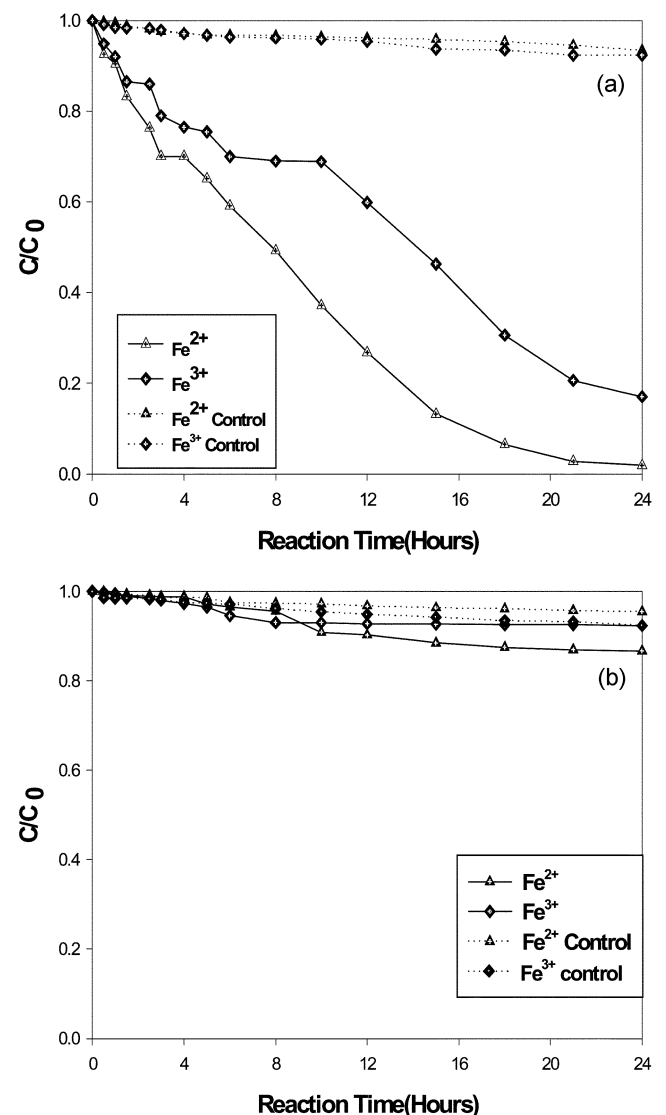 1.0
(a)
0.8
0.6
C/C0
0.4
Fe2+
Fe3+
0.2
Fe2+ Control
Fe3+ Control
0.0
0 4 8 12 16 20 24
Reaction Time(Hours)
1.0
(b)
0.8
0.6
C/C0
0.4
Fe2+
Fe3+
0.2
Fe2+ Control
Fe3+ control
0.0
0 4 8 12 16 20 24
Reaction Time(Hours)